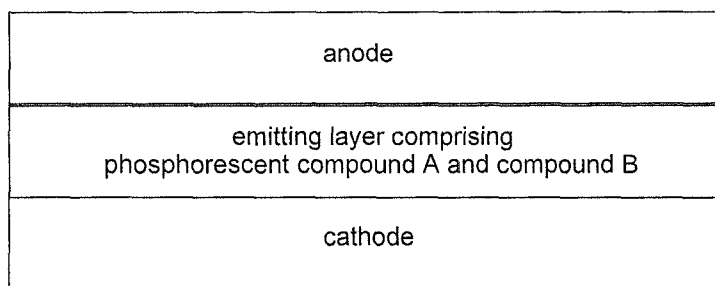 anode
emitting layer comprising
phosphorescent compound A and compound B
cathode